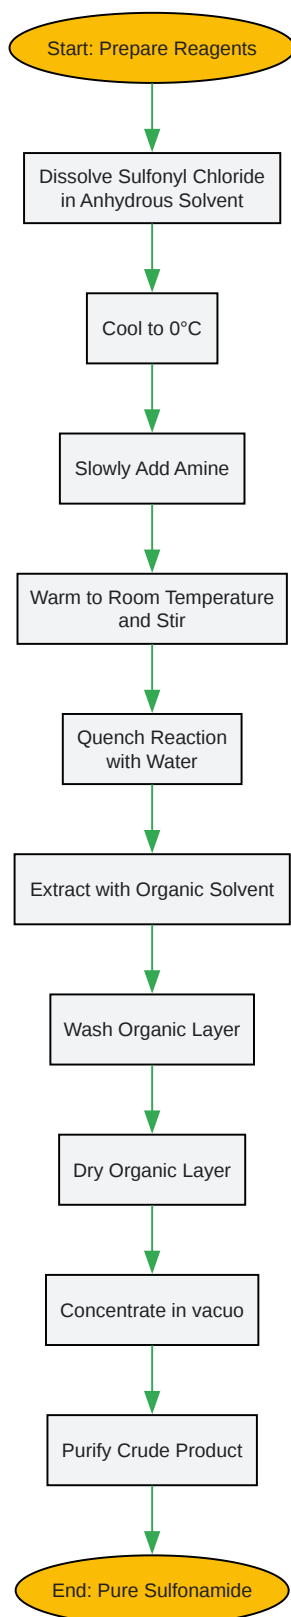 Start: Prepare Reagents
Dissolve Sulfonyl Chloride
in Anhydrous Solvent
Cool to 0°C
Slowly Add Amine
Warm to Room Temperature
and Stir
Quench Reaction
with Water
Extract with Organic Solvent
Wash Organic Layer
Dry Organic Layer
Concentrate in vacuo
Purify Crude Product
End: Pure Sulfonamide